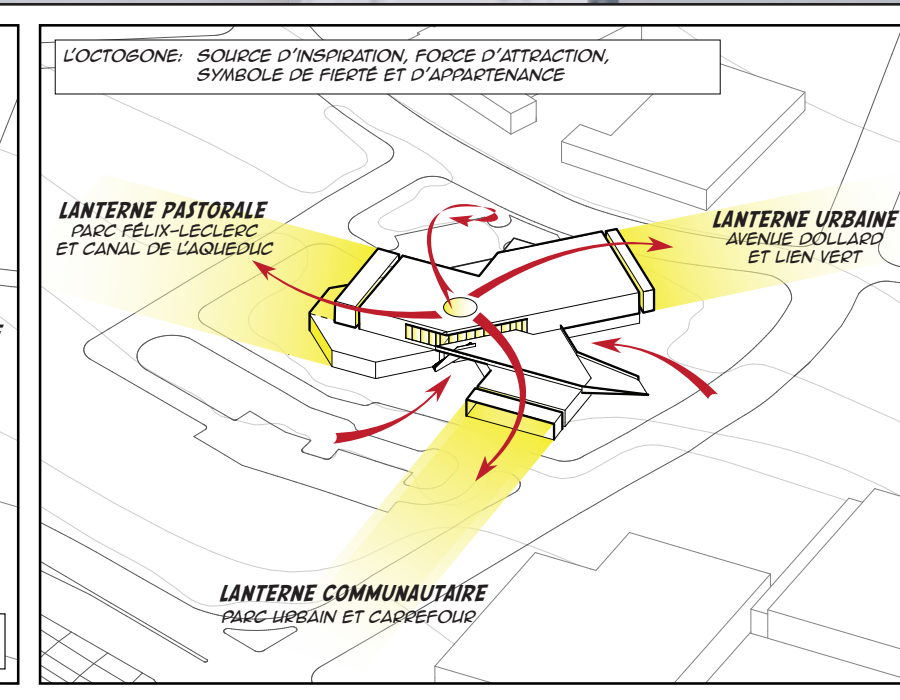 L'OCTOGONE: SOURCE D'INSPIRATION, FORCE D'ATTRACTION,
SYMBOLE DE FIERTÉ ET D'APPARTENANCE
LANTERNE PASTORALE
PARC FÉLIX-LECLERC
ET CANAL DE L'AQUEDUC
LANTERNE URBAINE
AVENUE DOLLARD
ET LIEN VERT
LANTERNE COMMUNAUTAIRE
PARC URBAIN ET CARREFOUR